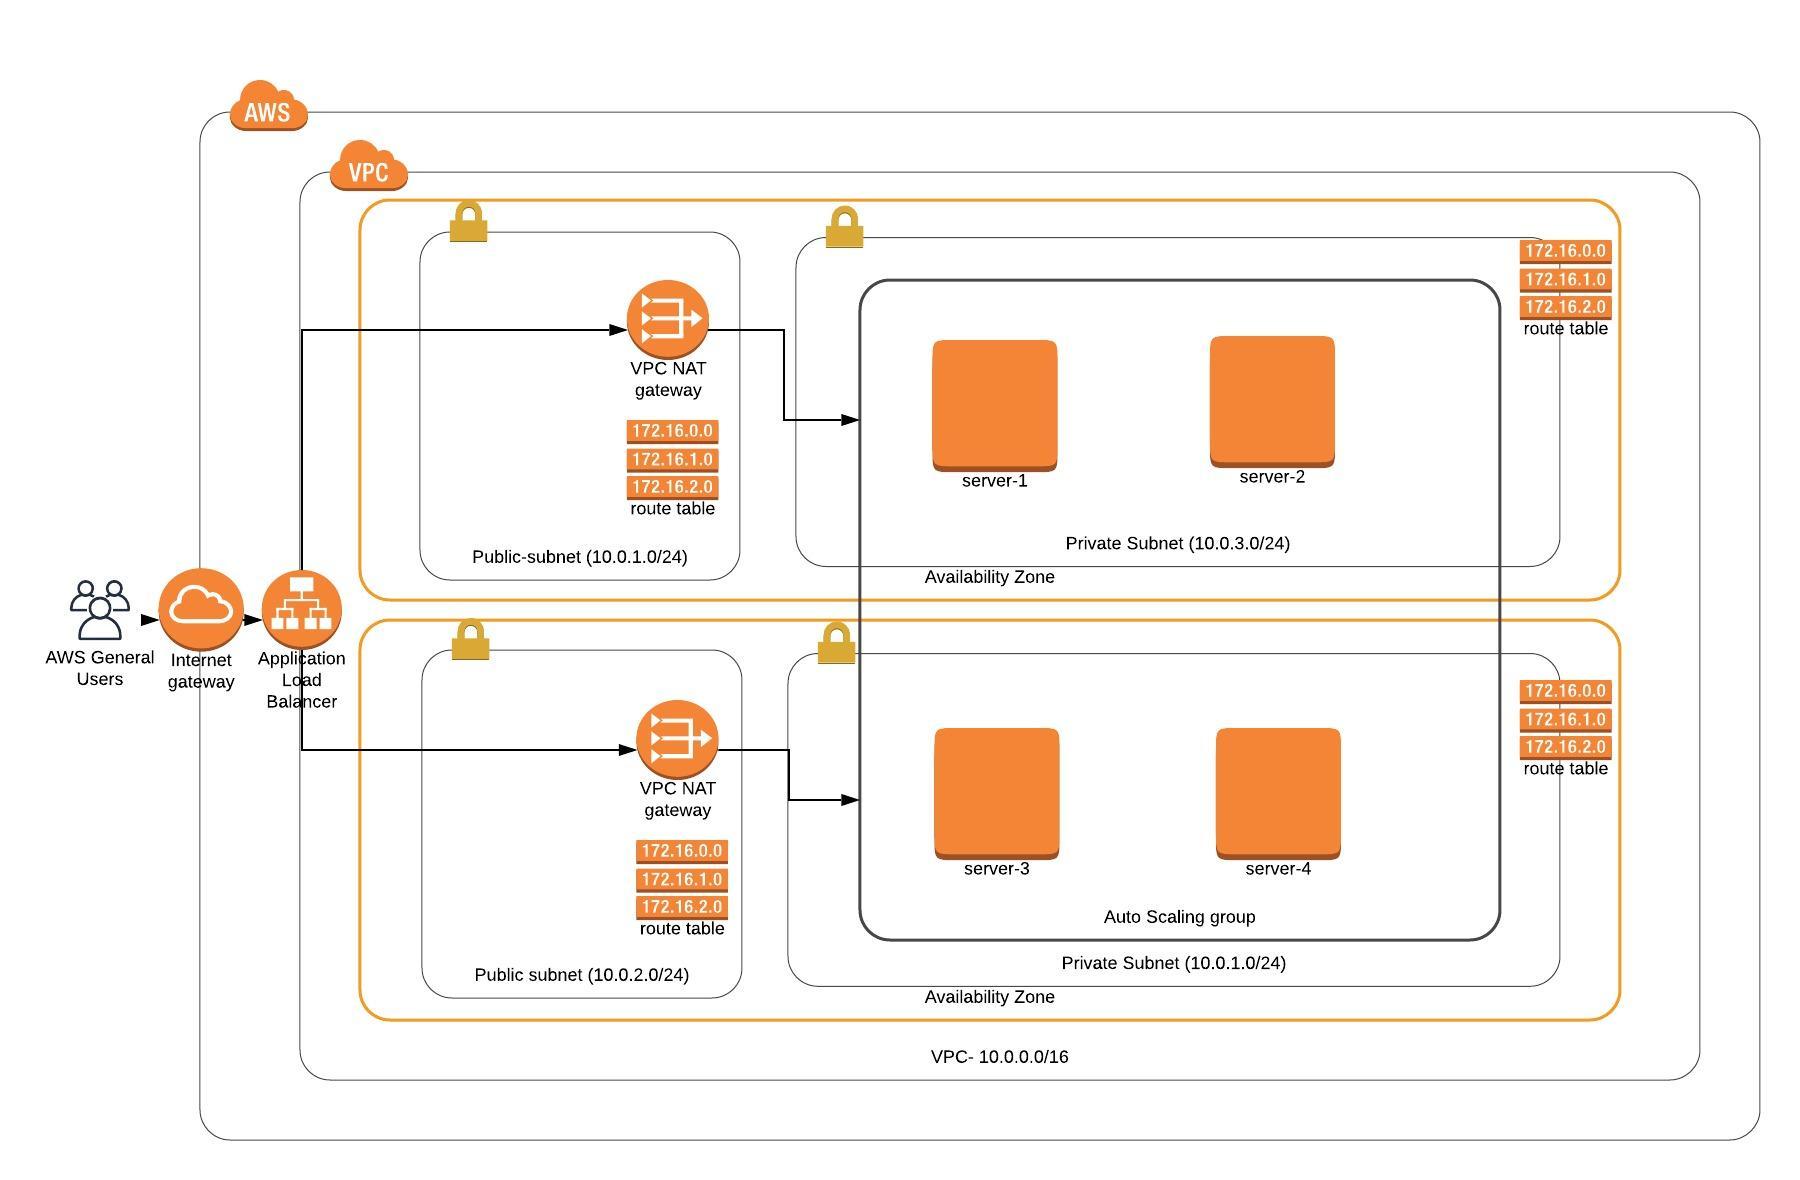 AWS
VPC
172.16.0.0
172.16.1.0
172.16.2.0
route table
VPC NAT
gateway
172.16.0.0
172.16.1.0
172.16.2.0
route table
server-1
server-2
Public-subnet (10.0.1.0/24)
Private Subnet (10.0.3.0/24)
Availability Zone
AWS General
Users
Internet
gateway
Application
Load
Balancer
172.16.0.0
172.16.1.0
172.16.2.0
route table
VPC NAT
gateway
172.16.0.0
172.16.1.0
172.16.2.0
route table
server-3
server-4
Auto Scaling group
Public subnet (10.0.2.0/24)
Private Subnet (10.0.1.0/24)
Availability Zone
VPC- 10.0.0.0/16